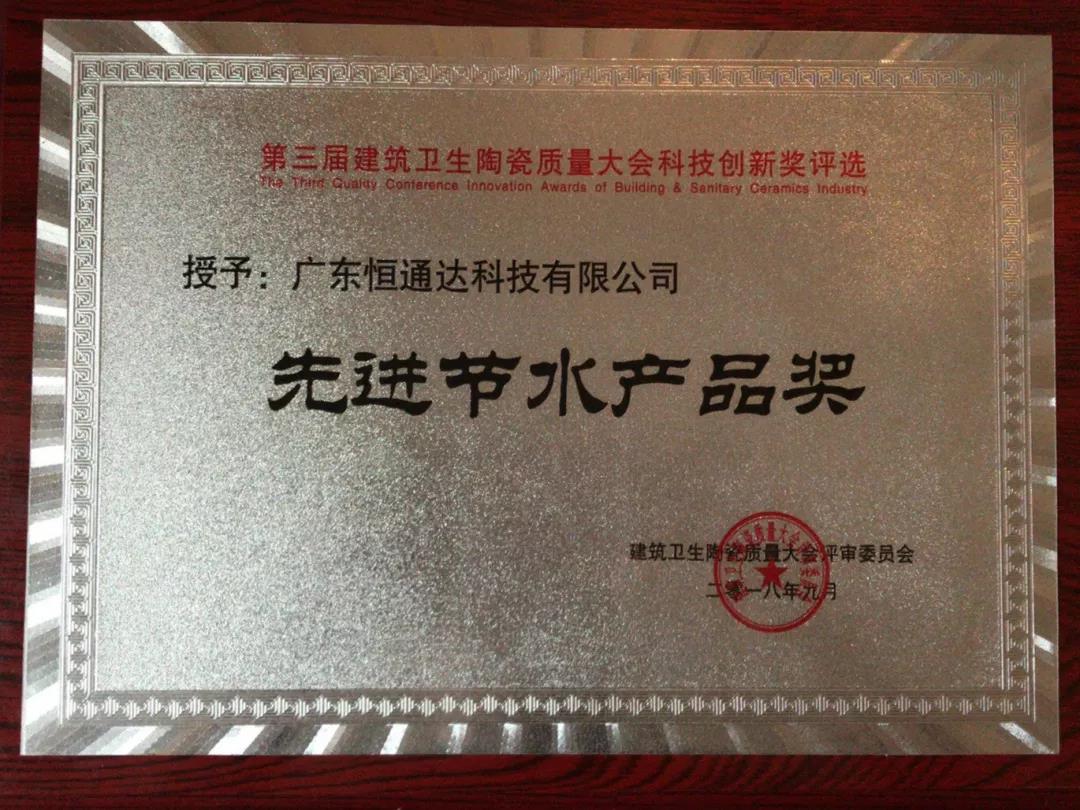 第三届建筑卫生陶瓷质量大会科技创新奖评选
The Third Quality Conference Innovation Awards of Building & Sanitary Ceramics Industry
授予：广东恒通达科技有限公司
先进节水产品奖
建筑卫生陶瓷质量大会评审委员会
二零一八年九月